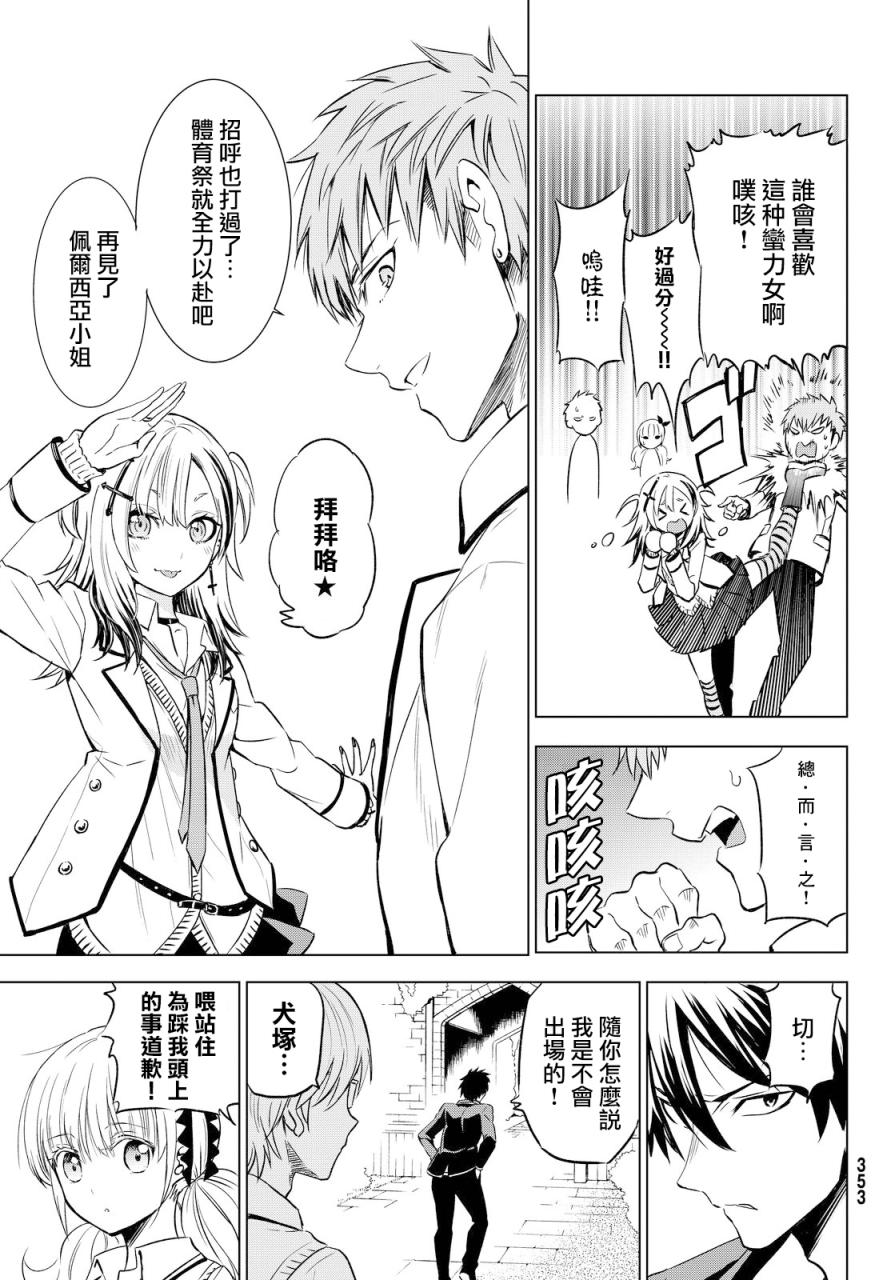 誰會喜歡
這种蠻力女啊
噗咳！
好過分～～～!!
嗚哇!!
ゴ
總・而・言・之！
咳咳咳
招呼也打過了…
體育祭就全力以赴吧
再見了
佩爾西亞小姐
拜拜咯★
切…
隨你怎麼說
我是不會
出場的！
犬塚…
喂站住
為踩我頭上
的事道歉！
353